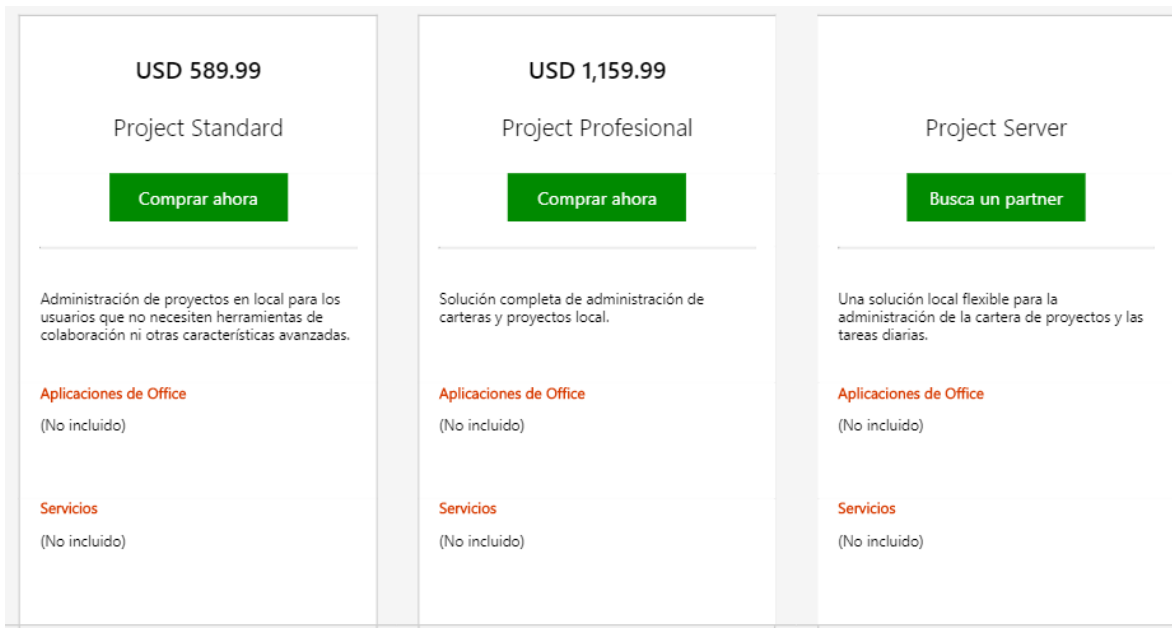 USD 589.99
Project Standard
Comprar ahora
Administración de proyectos en local para los
usuarios que no necesiten herramientas de
colaboración ni otras características avanzadas.
Aplicaciones de Office
(No incluido)
Servicios
(No incluido)
USD 1,159.99
Project Profesional
Comprar ahora
Solución completa de administración de
carteras y proyectos local.
Aplicaciones de Office
(No incluido)
Servicios
(No incluido)
Project Server
Busca un partner
Una solución local flexible para la
administración de la cartera de proyectos y las
tareas diarias.
Aplicaciones de Office
(No incluido)
Servicios
(No incluido)